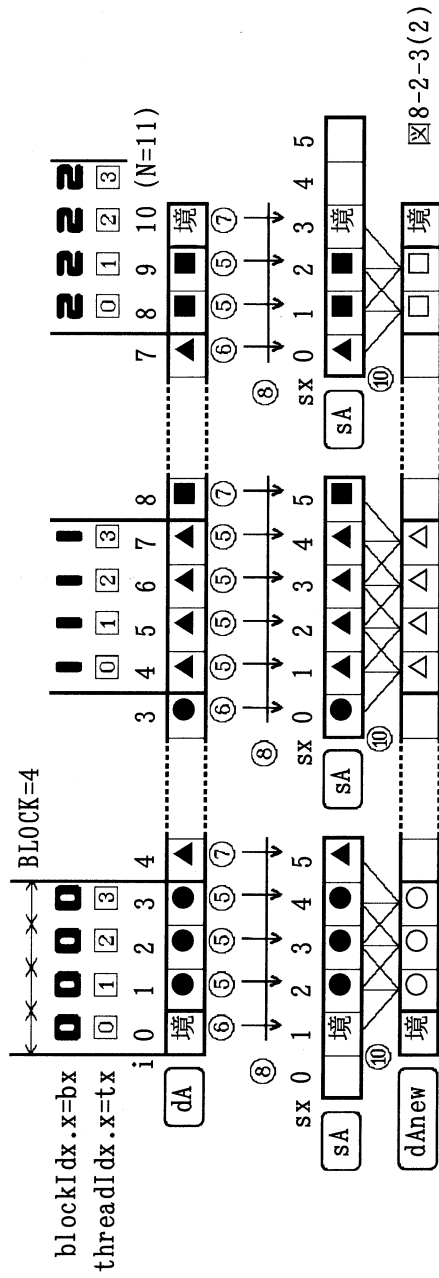 BLOCK=4
blockIdx.x=bx 0 0 0 0 1 1 1 1 2 2 2 2
threadIdx.x=tx 0 1 2 3 0 1 2 3 0 1 2 3
i 0 1 2 3 4 3 4 5 6 7 8 7 8 9 10 (N=11)
dA 境 ● ● ● ▲ ● ▲ ▲ ▲ ▲ ■ ▲ ■ ■ 境
⑥ ⑤ ⑤ ⑤ ⑦ ⑥ ⑤ ⑤ ⑤ ⑤ ⑦ ⑥ ⑤ ⑤ ⑦
⑧ ⑧ ⑧
sx 0 1 2 3 4 5 sx 0 1 2 3 4 5 sx 0 1 2 3 4 5
sA 境 ● ● ● ▲ sA ● ▲ ▲ ▲ ▲ ■ sA ▲ ■ ■ 境
⑩ ⑩ ⑩
dAnew 境 ○ ○ ○ △ △ △ △ □ □ 境
図8-2-3(2)